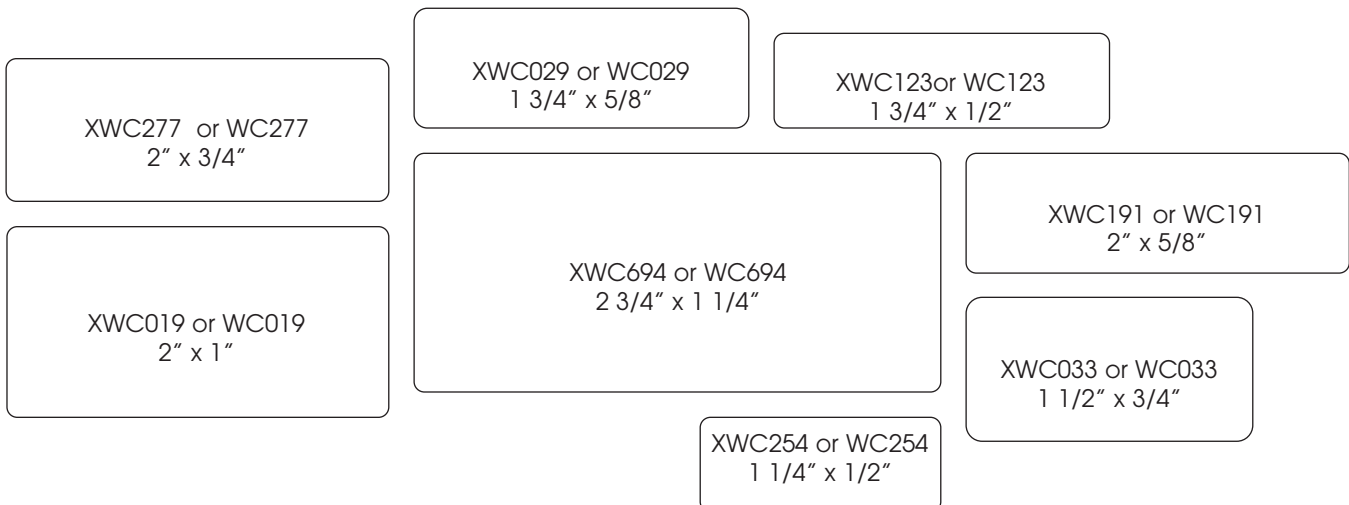 XWC029 or WC029
1 3/4” x 5/8”
XWC123or WC123
1 3/4” x 1/2”
XWC277 or WC277
2” x 3/4”
XWC191 or WC191
2” x 5/8”
XWC694 or WC694
2 3/4” x 1 1/4”
XWC019 or WC019
2” x 1”
XWC033 or WC033
1 1/2” x 3/4”
XWC254 or WC254
1 1/4” x 1/2”